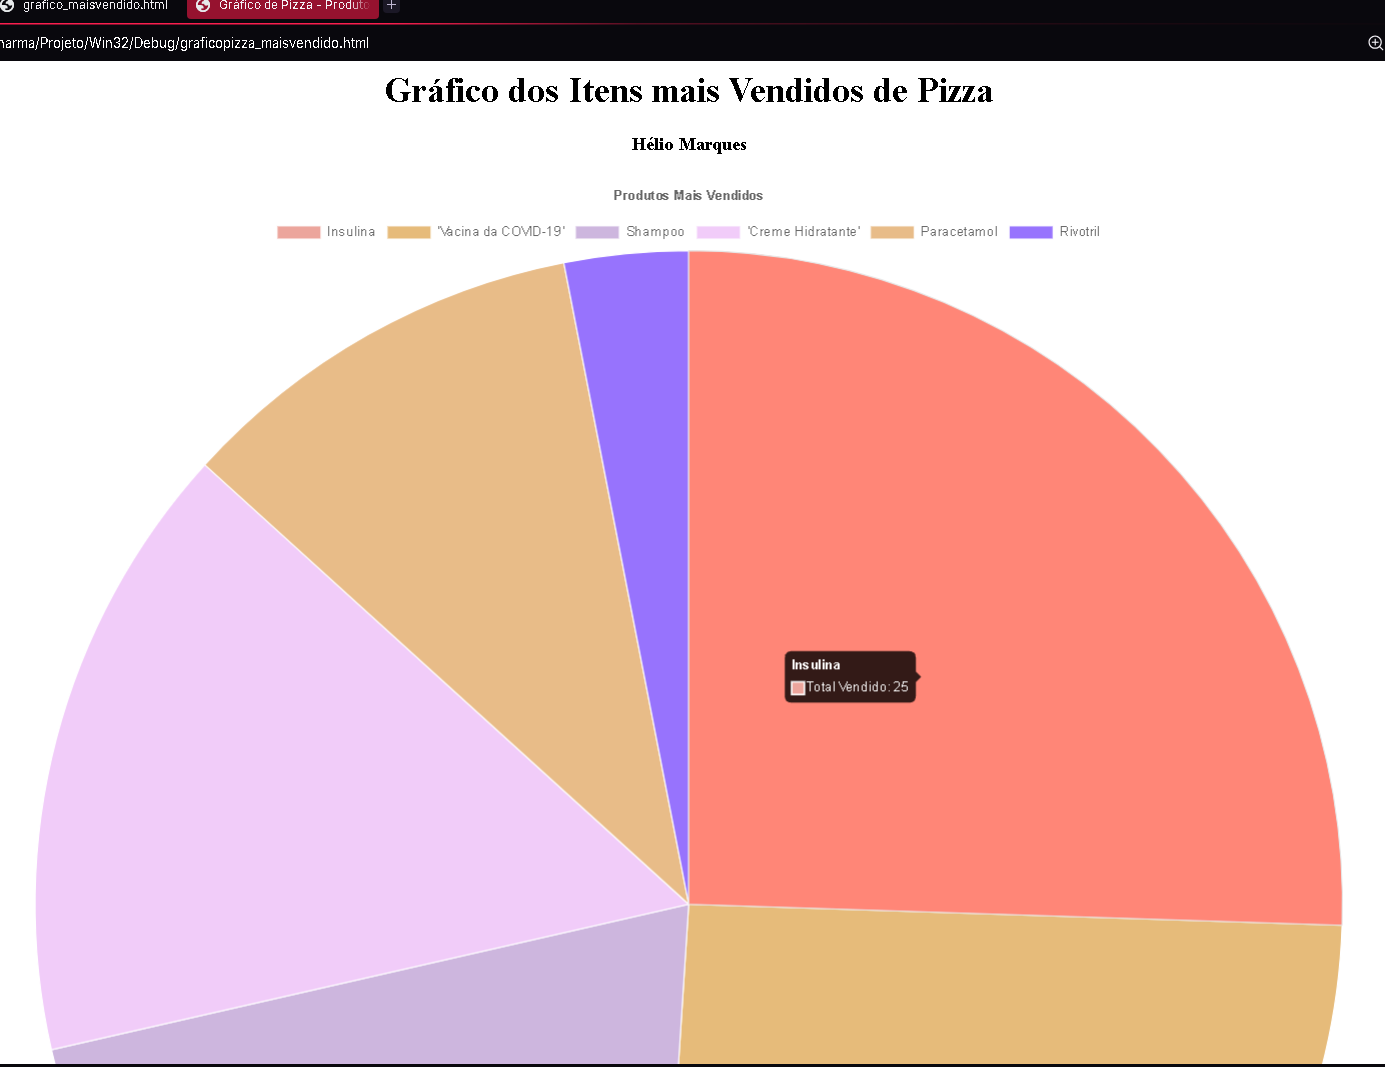 grafico_maisvendido.html
Gráfico de Pizza - Produto
harma/Projeto/Win32/Debug/graficopizza_maisvendido.html
Gráfico dos Itens mais Vendidos de Pizza
Hélio Marques
Produtos Mais Vendidos
Insulina 'Vacina da COVID-19' Shampoo 'Creme Hidratante' Paracetamol Rivotril
Insulina
Total Vendido: 25